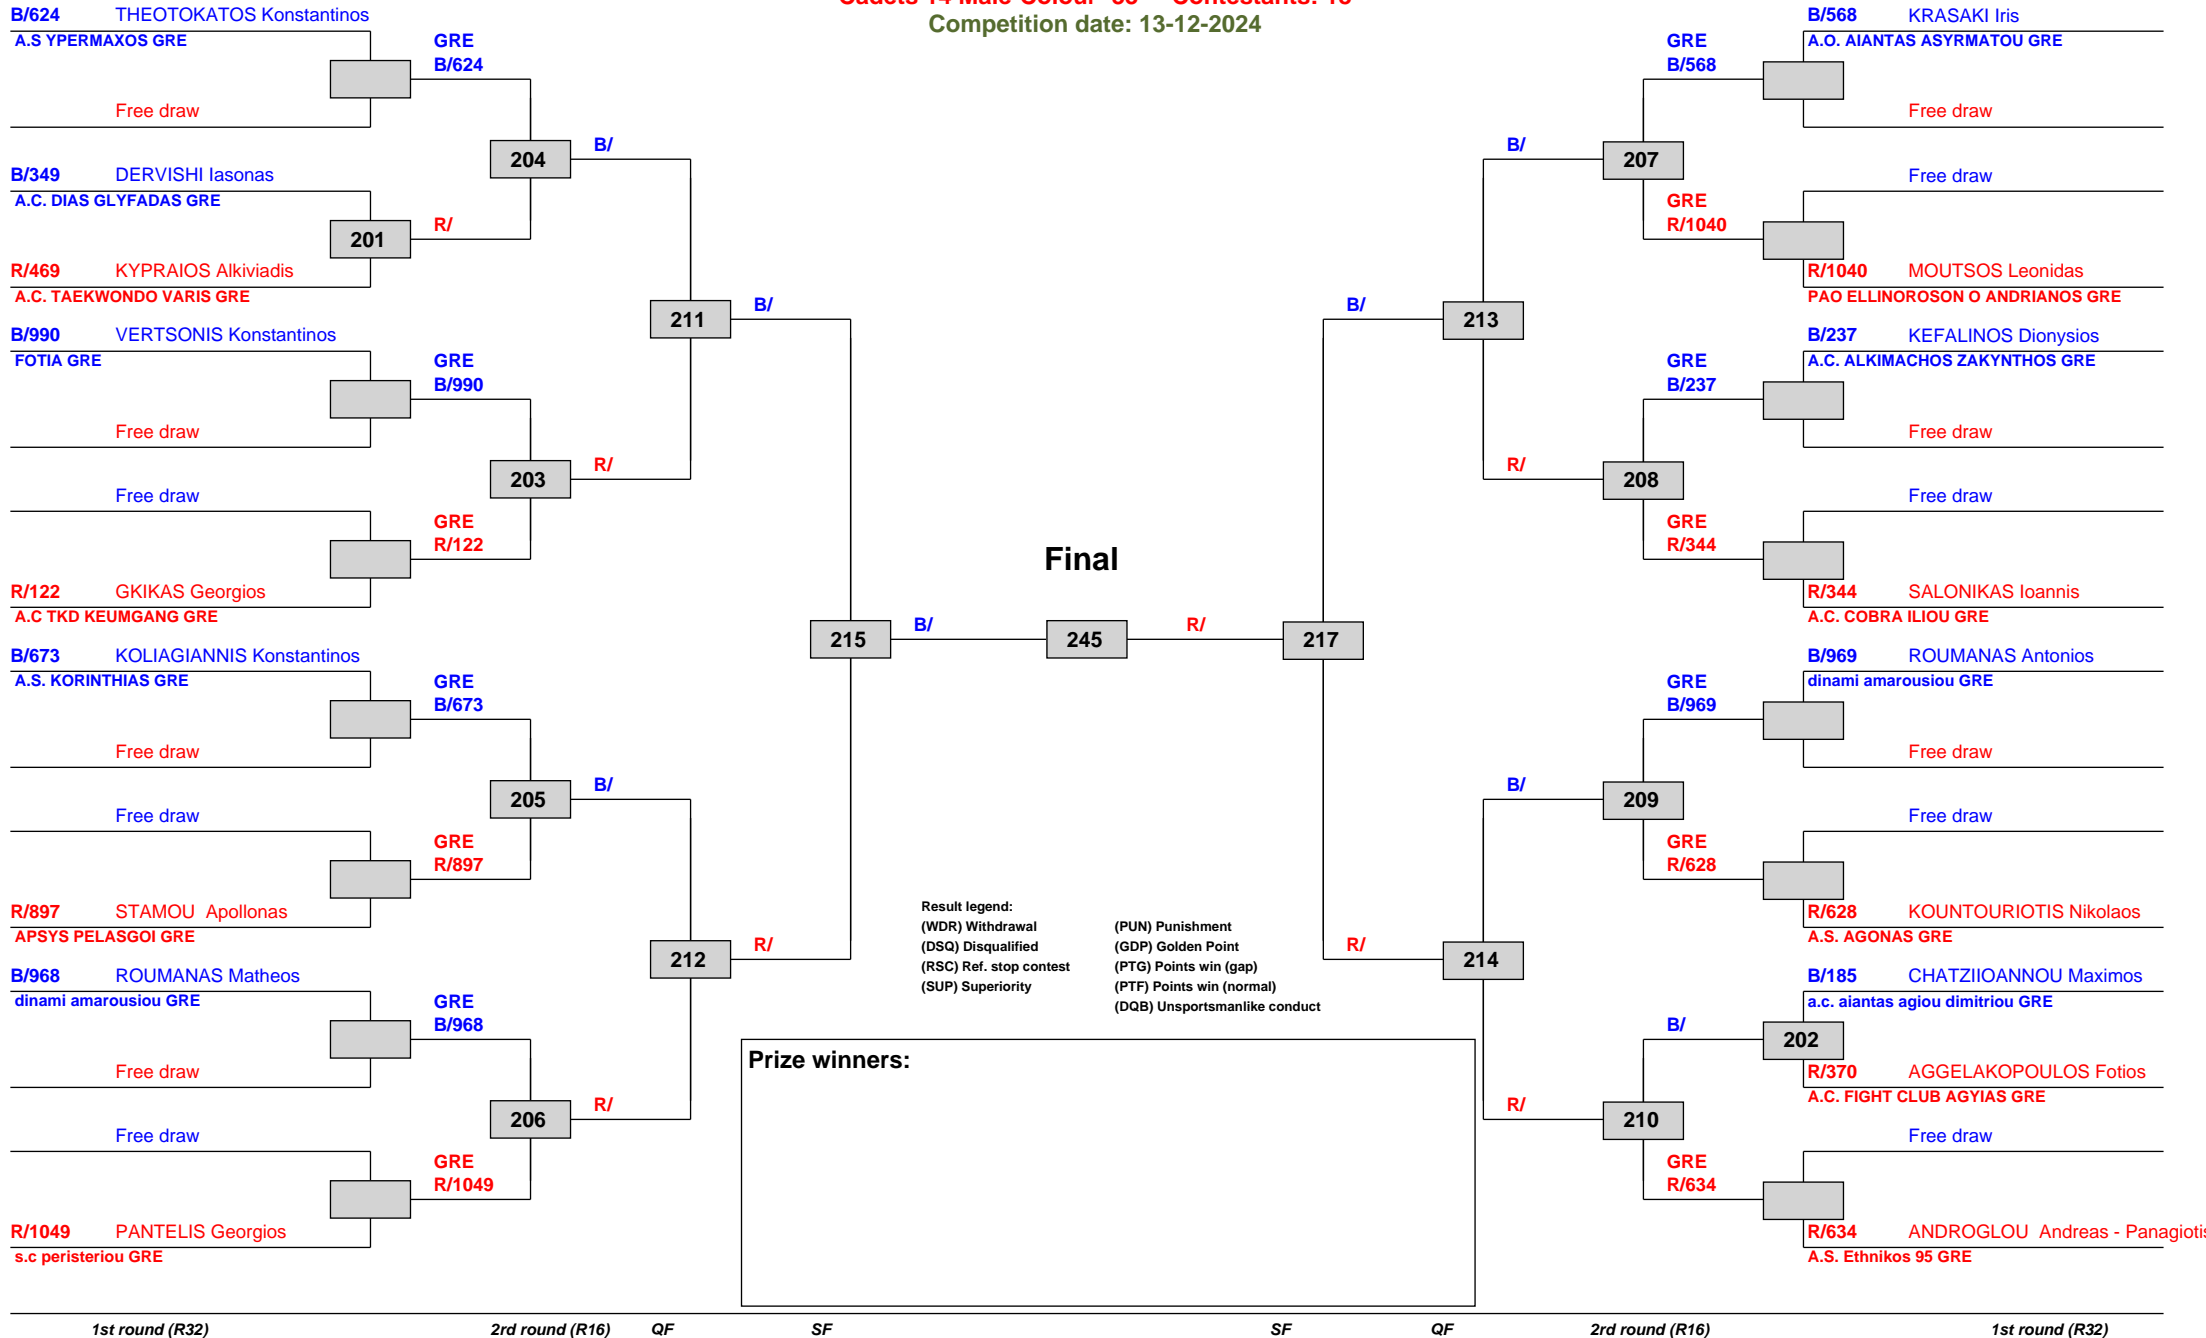 Competition date: 13-12-2024
B/624 THEOTOKATOS Konstantinos
A.S YPERMAXOS GRE
Free draw
GRE
B/624
B/349 DERVISHI Iasonas
A.C. DIAS GLYFADAS GRE
201
R/
R/469 KYPRAIOS Alkiviadis
A.C. TAEKWONDO VARIS GRE
204
B/
B/990 VERTSONIS Konstantinos
FOTIA GRE
Free draw
GRE
B/990
Free draw
GRE
R/122
R/122 GKIKAS Georgios
A.C TKD KEUMGANG GRE
203
R/
211
B/
B/673 KOLIAGIANNIS Konstantinos
A.S. KORINTHIAS GRE
Free draw
GRE
B/673
Free draw
GRE
R/897
R/897 STAMOU Apollonas
APSYS PELASGOI GRE
205
B/
B/968 ROUMANAS Matheos
dinami amarousiou GRE
Free draw
GRE
B/968
Free draw
GRE
R/1049
R/1049 PANTELIS Georgios
s.c peristeriou GRE
206
R/
212
R/
215
B/
Final
245
R/
217
B/568 KRASAKI Iris
A.O. AIANTAS ASYRMATOU GRE
Free draw
GRE
B/568
Free draw
GRE
R/1040
R/1040 MOUTSOS Leonidas
PAO ELLINOROSON O ANDRIANOS GRE
207
B/
B/237 KEFALINOS Dionysios
A.C. ALKIMACHOS ZAKYNTHOS GRE
Free draw
GRE
B/237
Free draw
GRE
R/344
R/344 SALONIKAS Ioannis
A.C. COBRA ILIOU GRE
208
R/
213
B/
B/969 ROUMANAS Antonios
dinami amarousiou GRE
Free draw
GRE
B/969
Free draw
GRE
R/628
R/628 KOUNTOURIOTIS Nikolaos
A.S. AGONAS GRE
209
B/
B/185 CHATZIIOANNOU Maximos
a.c. aiantas agiou dimitriou GRE
202
B/
R/370 AGGELAKOPOULOS Fotios
A.C. FIGHT CLUB AGYIAS GRE
Free draw
GRE
R/634
R/634 ANDROGLOU Andreas - Panagiotis
A.S. Ethnikos 95 GRE
210
R/
214
R/
Result legend:
(WDR) Withdrawal (PUN) Punishment
(DSQ) Disqualified (GDP) Golden Point
(RSC) Ref. stop contest (PTG) Points win (gap)
(SUP) Superiority (PTF) Points win (normal)
(DQB) Unsportsmanlike conduct
Prize winners:
1st round (R32) 2rd round (R16) QF SF SF QF 2rd round (R16) 1st round (R32)